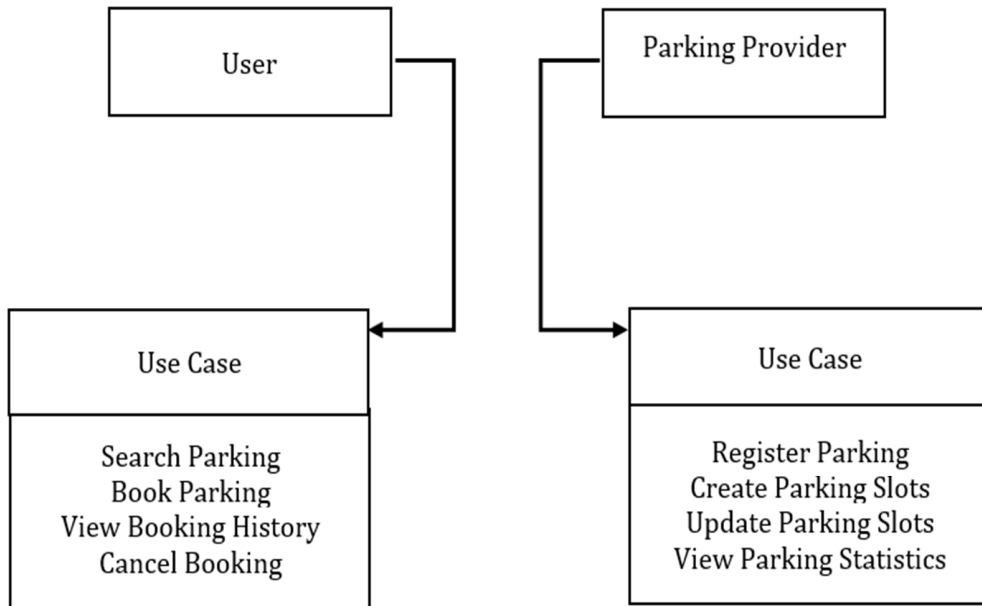 User
Parking Provider
Use Case
Search Parking
Book Parking
View Booking History
Cancel Booking
Use Case
Register Parking
Create Parking Slots
Update Parking Slots
View Parking Statistics